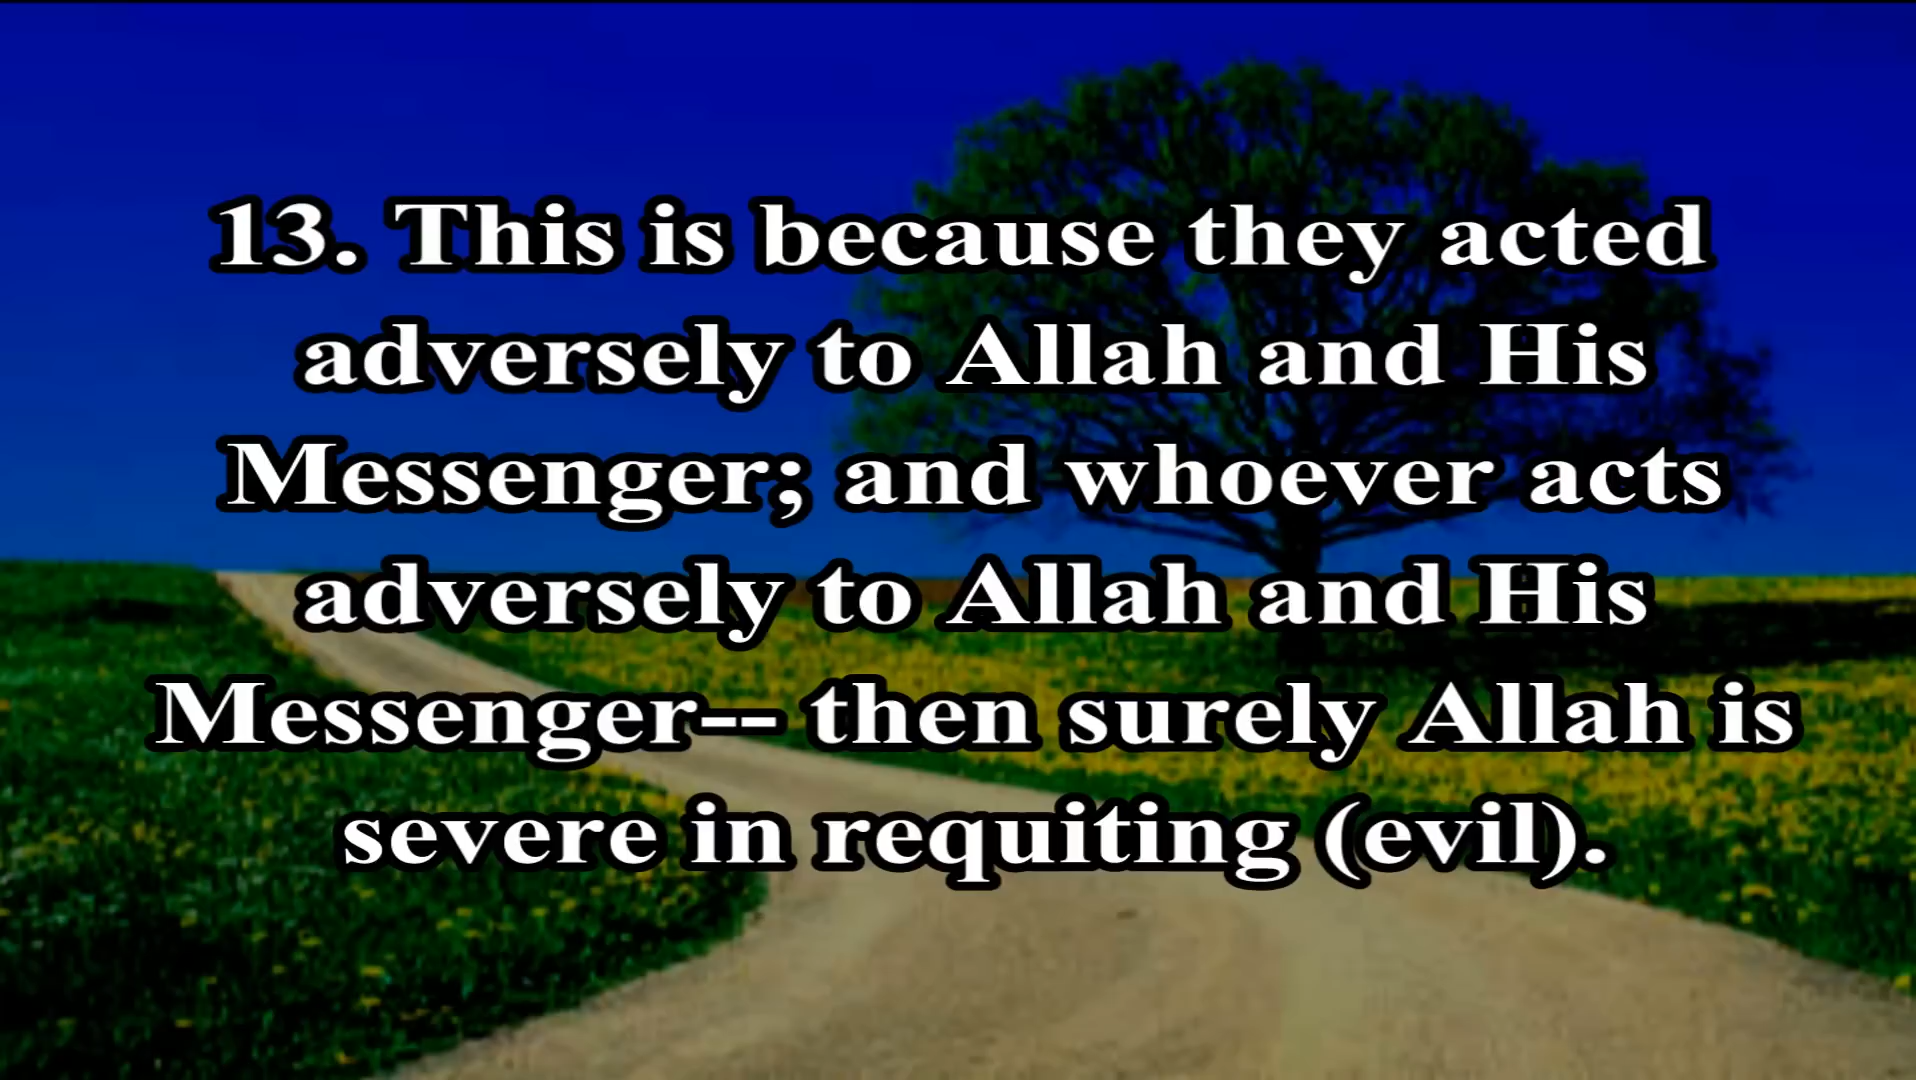 13. This is because they acted
adversely to Allah and His
Messenger; and whoever acts
adversely to Allah and His
Messenger-- then surely Allah is
severe in requiting (evil).